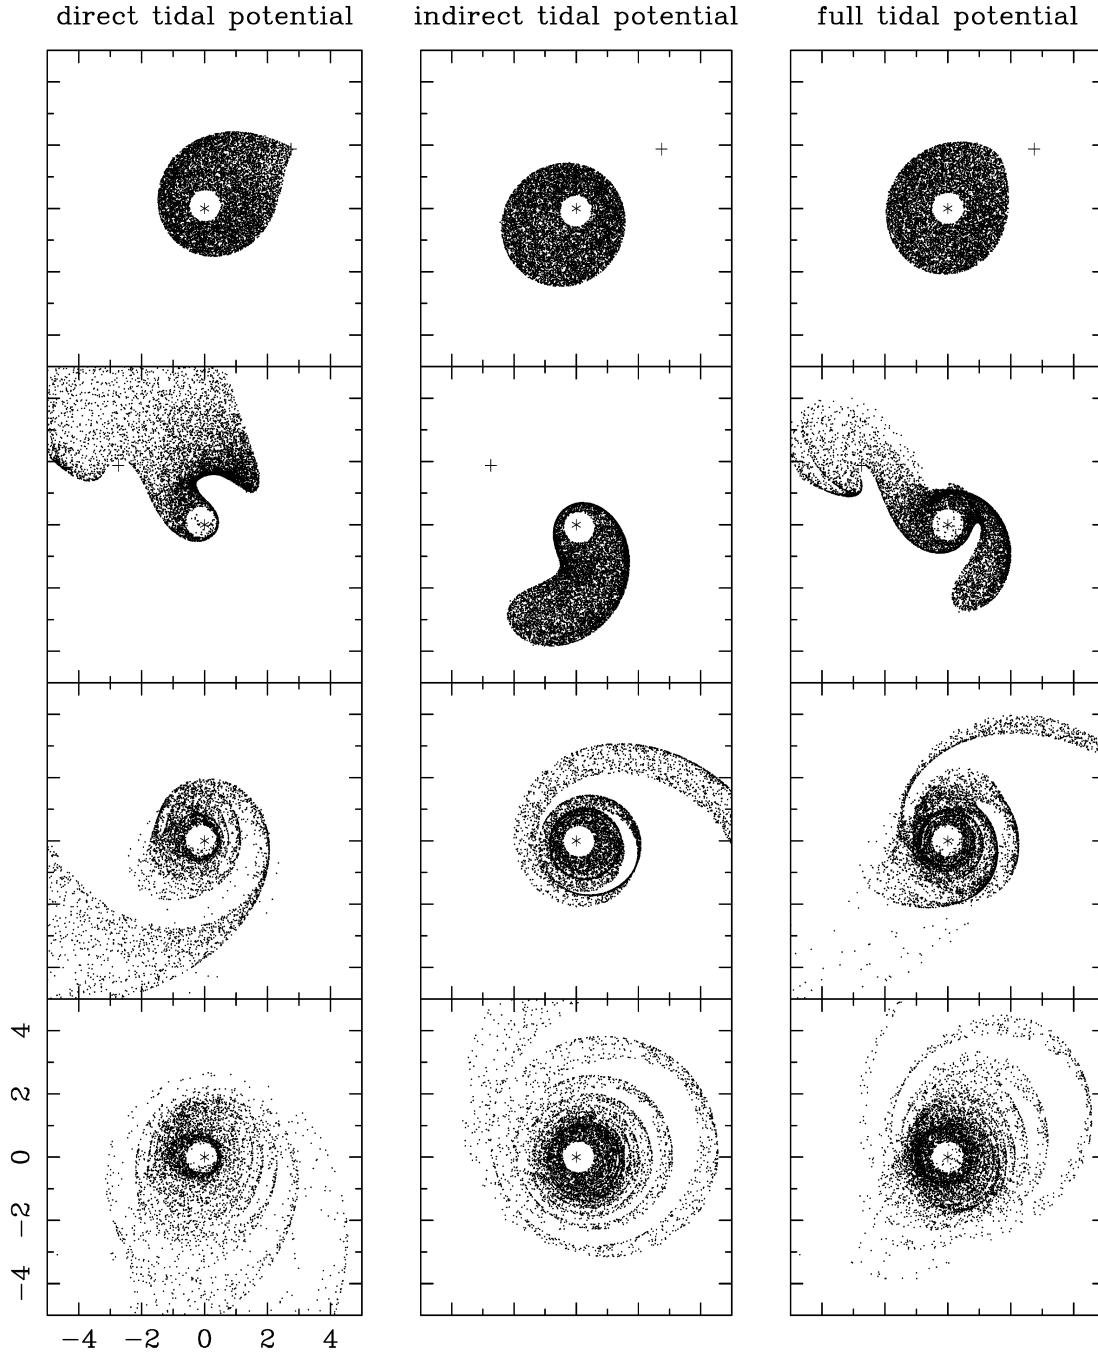 direct tidal potential
indirect tidal potential
full tidal potential
4
2
0
−2
−4
−4 −2 0 2 4